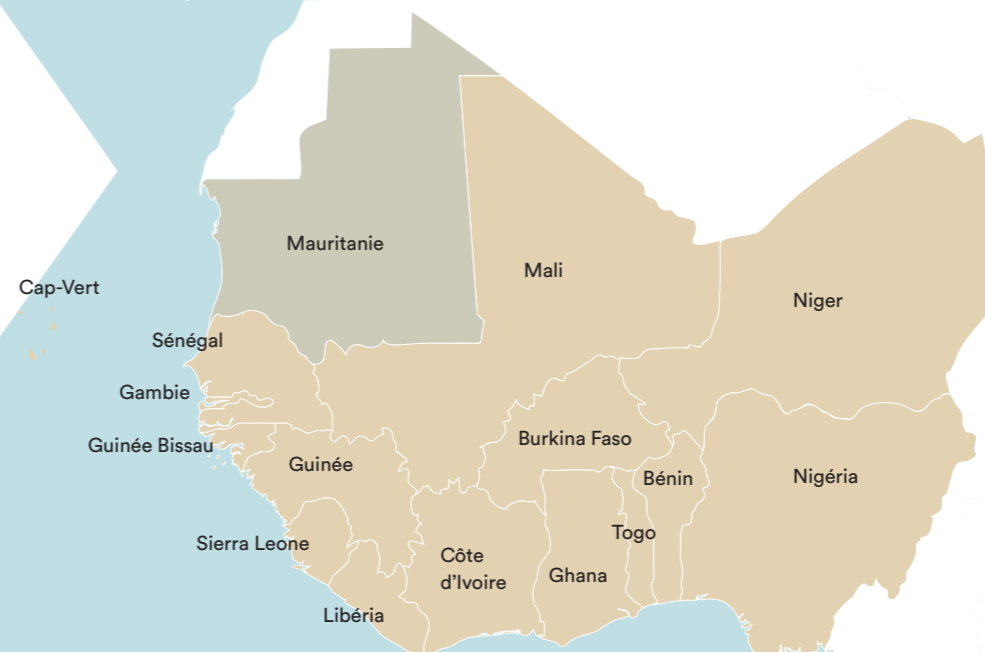 Mauritanie
Mali
Cap-Vert
Niger
Sénégal
Gambie
Guinée Bissau
Burkina Faso
Guinée
Bénin
Nigéria
Togo
Sierra Leone
Côte
d'Ivoire
Ghana
Libéria